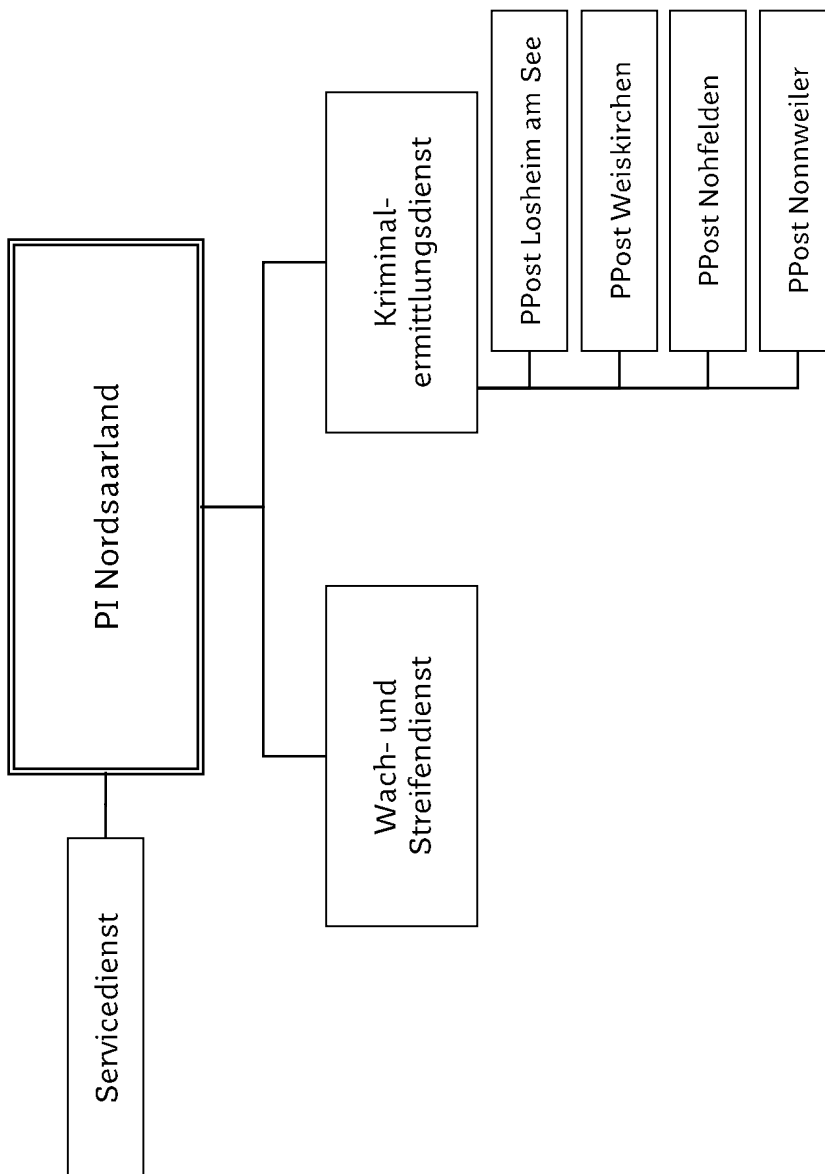 PI Nordsaarland
Servicedienst
Wach- und
Streifendienst
Kriminal-
ermittlungsdienst
PPost Losheim am See
PPost Weiskirchen
PPost Nohfelden
PPost Nonnweiler